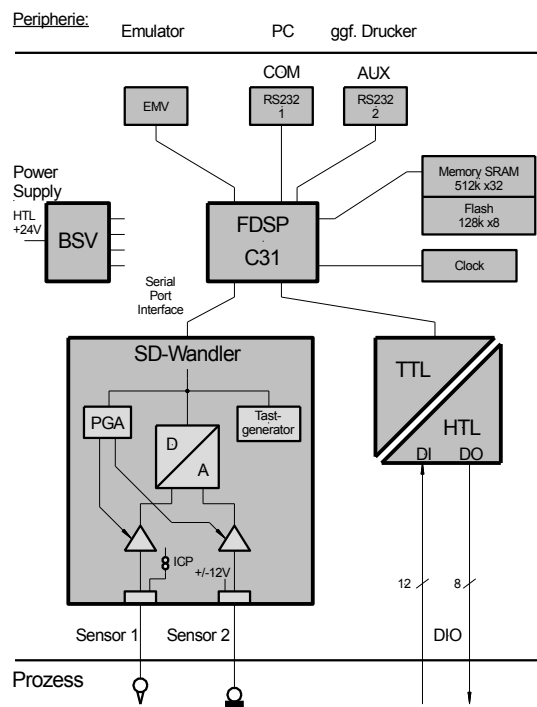 Peripherie:
Emulator PC ggf. Drucker
COM AUX
EMV
RS232
1
RS232
2
Power
Supply
HTL
+24V
BSV
FDSP
C31
Memory SRAM
512k x32
Flash
128k x8
Clock
Serial
Port
Interface
SD-Wandler
PGA
D
A
Tast-
generator
ICP
+/-12V
TTL
HTL
DI DO
12 8
Sensor 1 Sensor 2 DIO
Prozess